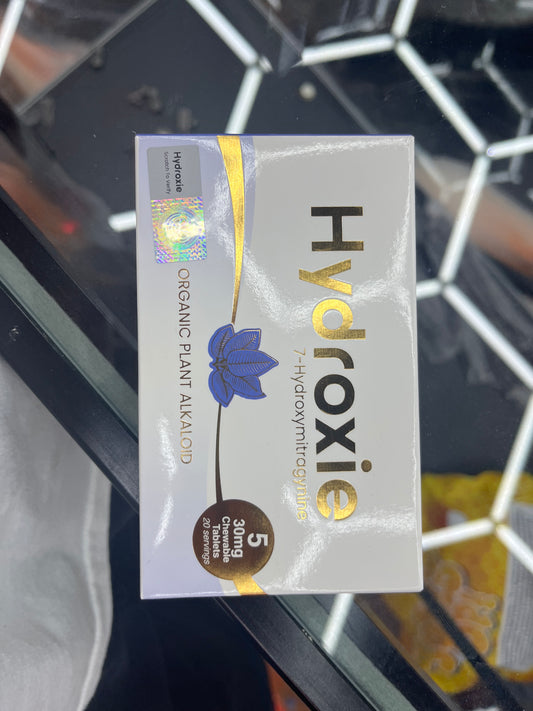 Hydroxie
Scratch to Verify
Hydroxie
7-Hydroxymitragynine
ORGANIC PLANT ALKALOID
5
30mg
Chewable
Tablets
20 servings